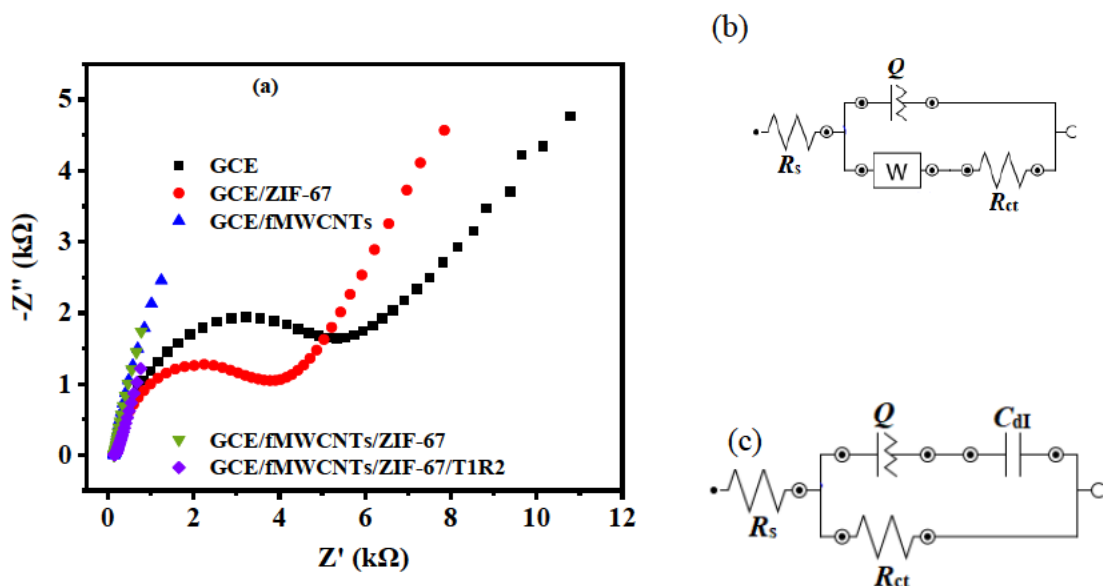 (a)
GCE
GCE/ZIF-67
GCE/fMWCNTs
GCE/fMWCNTs/ZIF-67
GCE/fMWCNTs/ZIF-67/T1R2
5
4
3
2
1
0
-Z'' (kΩ)
0 2 4 6 8 10 12
Z' (kΩ)
(b)
Q
Rs
W
Rct
(c)
Q
CdI
Rs
Rct